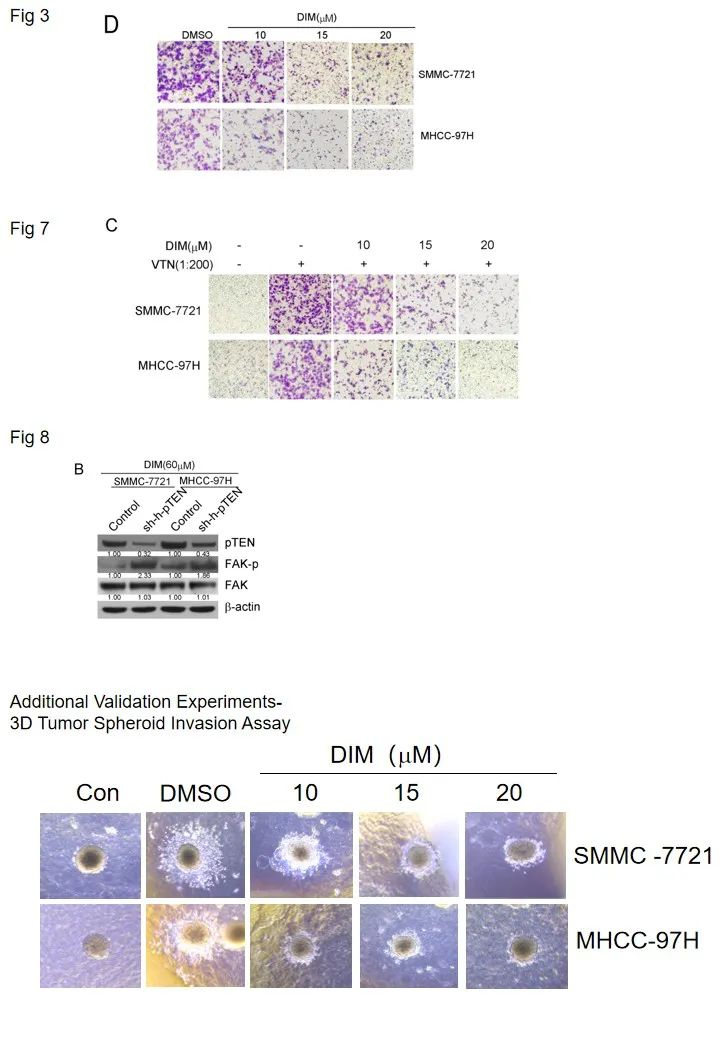 Fig 3
D
DIM(μM)
DMSO 10 15 20
SMMC-7721
MHCC-97H
Fig 7
C
DIM(μM) - - 10 15 20
VTN(1:200) - + + + +
SMMC-7721
MHCC-97H
Fig 8
B
DIM(60μM)
SMMC-7721 MHCC-97H
Control sh-h-pTEN Control sh-h-pTEN
pTEN
1.00 0.32 1.00 0.43
FAK-p
1.00 2.33 1.00 1.86
FAK
1.00 1.03 1.00 1.01
β-actin
Additional Validation Experiments-
3D Tumor Spheroid Invasion Assay
DIM (μM)
Con DMSO 10 15 20
SMMC -7721
MHCC-97H